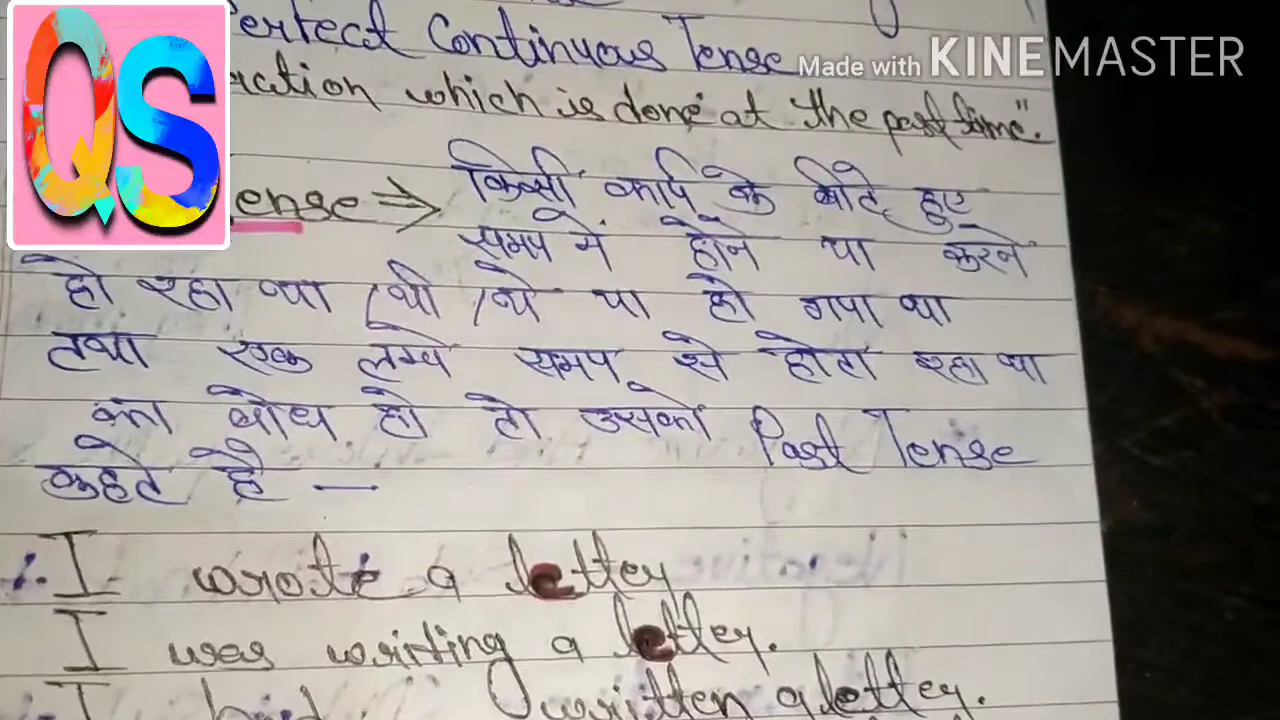 Perfect Continuous Tense
Made with KINEMASTER
action which is done at the past time."
QS
Tense ⇒ किसी कार्य के बीते हुए
समय में होने या करने
हो रहा था /थी /थे या हो गया था
तथा एक लम्बे समय से होता रहा था
का बोध हो तो उसको Past Tense
कहते है —
I wrote a letter
I was writing a letter.
I had written a letter.